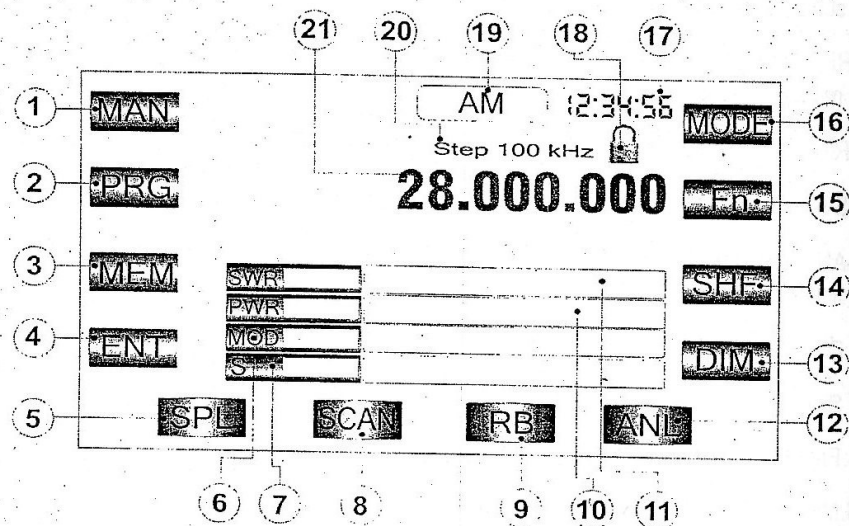 21 20 19 18 17
1 MAN AM 12:34:56 MODE 16
Step 100 kHz
2 PRG 28.000.000 Fn 15
3 MEM SWR SHF 14
PWR
4 ENT MOD DIM 13
S
5 SPL SCAN RB ANL 12
6 7 8 9 10 11